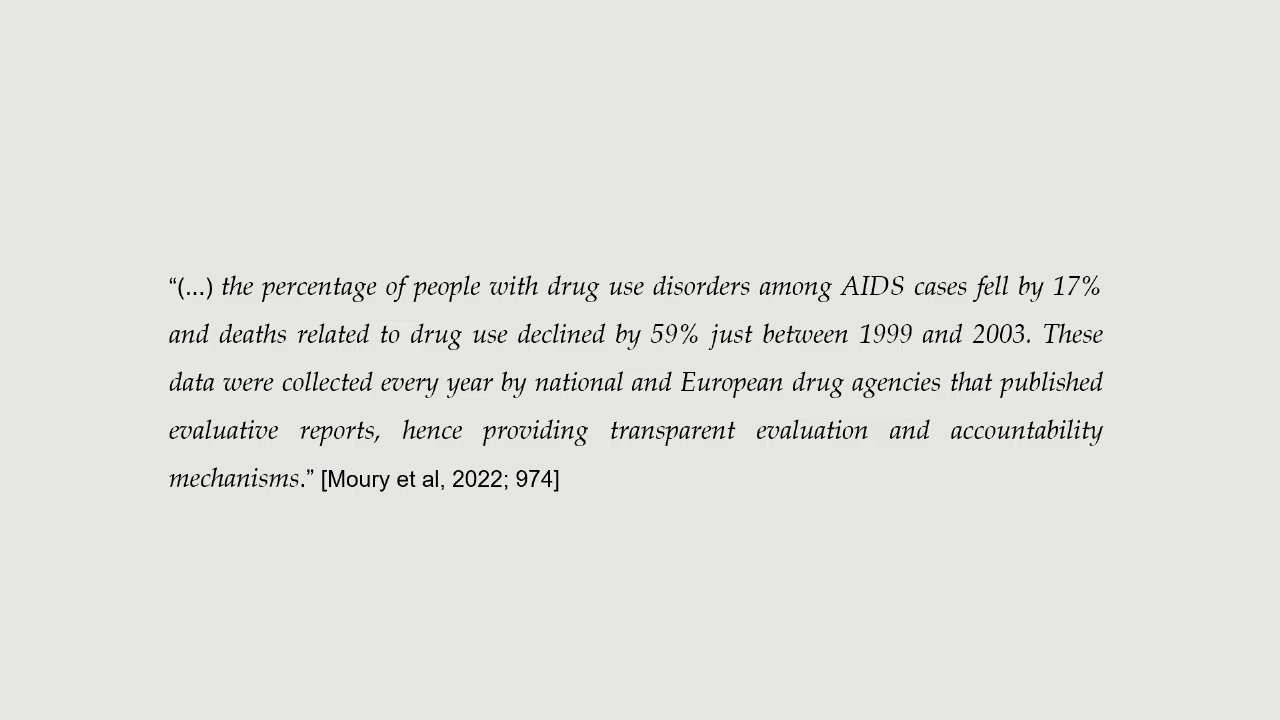 “(...) the percentage of people with drug use disorders among AIDS cases fell by 17%
and deaths related to drug use declined by 59% just between 1999 and 2003. These
data were collected every year by national and European drug agencies that published
evaluative reports, hence providing transparent evaluation and accountability
mechanisms.” [Moury et al, 2022; 974]